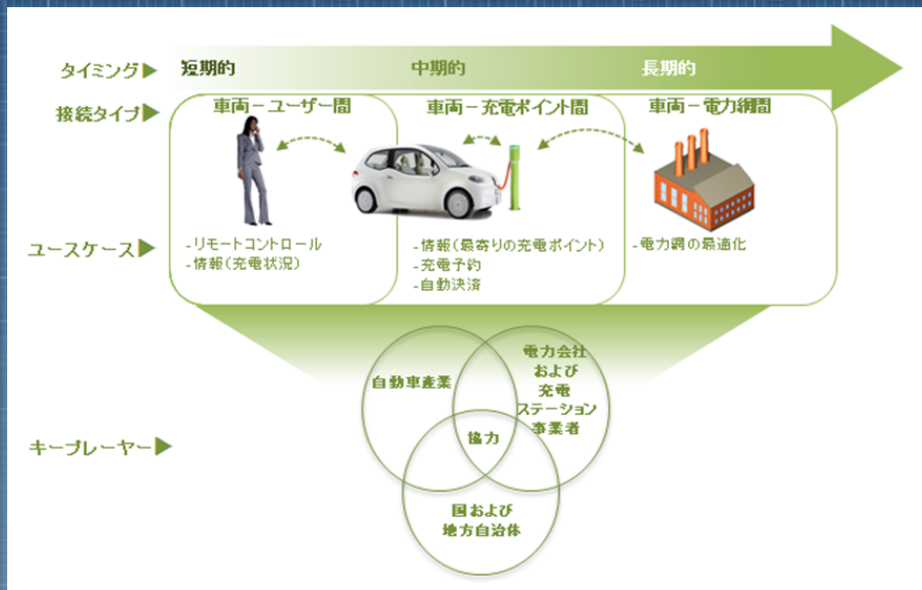 タイミング▶
短期的
中期的
長期的
接続タイプ▶
車両－ユーザー間
車両－充電ポイント間
車両－電力網間
ユースケース▶
-リモートコントロール
-情報（充電状況）
-情報（最寄りの充電ポイント）
-充電予約
-自動決済
-電力網の最適化
キープレーヤー▶
自動車産業
電力会社
および
充電
ステーション
事業者
協力
国および
地方自治体